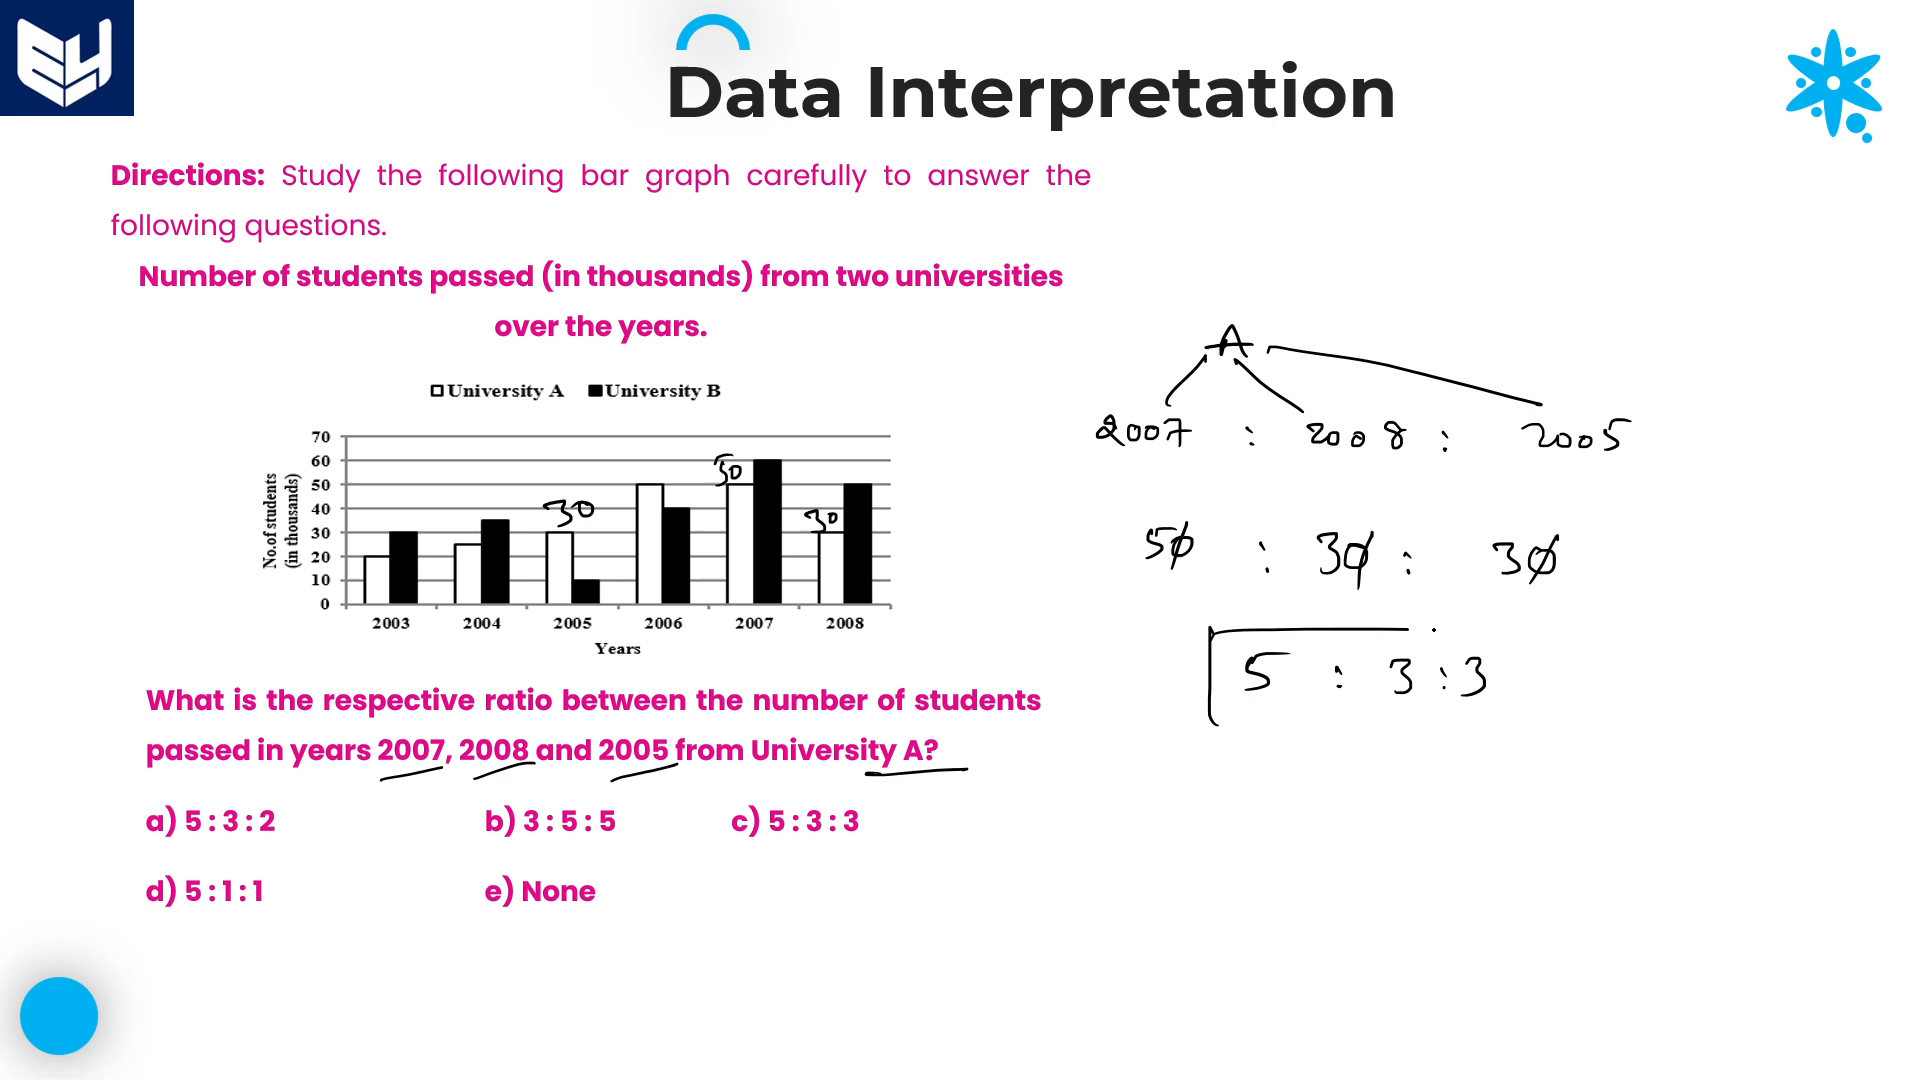 Data Interpretation
Directions: Study the following bar graph carefully to answer the
following questions.
Number of students passed (in thousands) from two universities
over the years.
University A University B
No.of students
(in thousands)
70
60
50
40
30
20
10
0
50
30
30
2003 2004 2005 2006 2007 2008
Years
What is the respective ratio between the number of students
passed in years 2007, 2008 and 2005 from University A?
a) 5 : 3 : 2 b) 3 : 5 : 5 c) 5 : 3 : 3
d) 5 : 1 : 1 e) None
A
2007 : 2008 : 2005
50 : 30 : 30
5 : 3 : 3